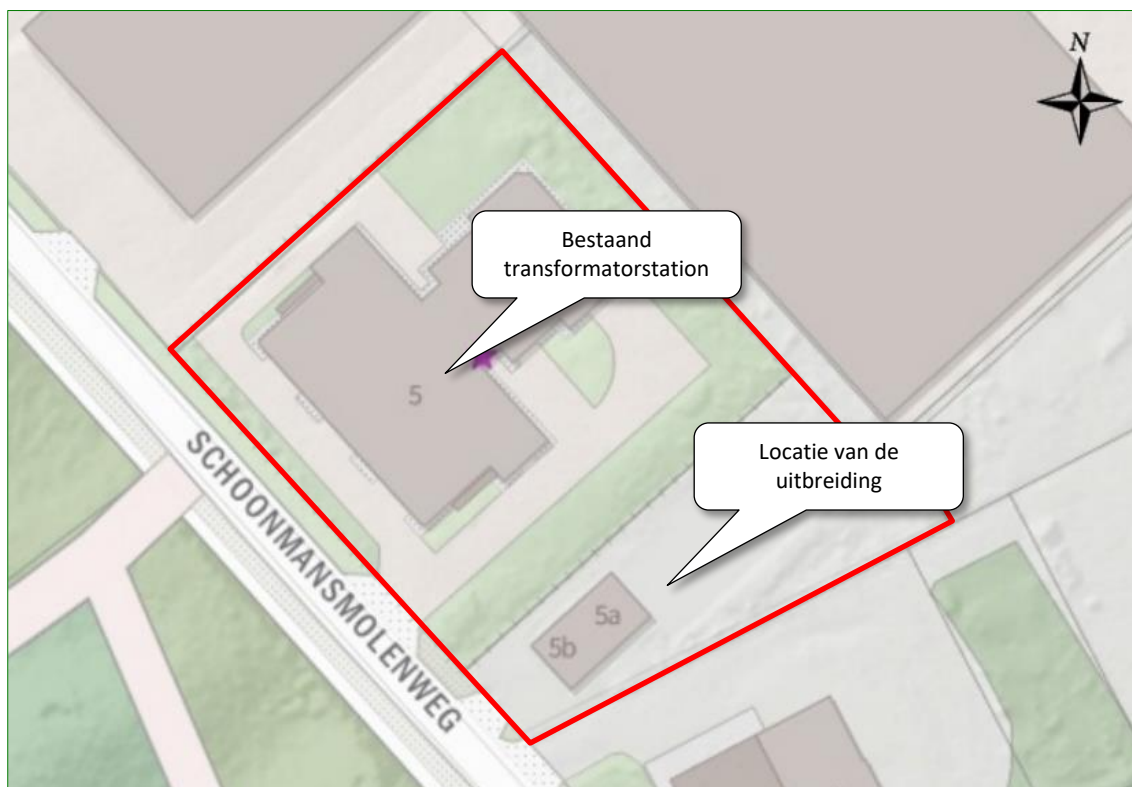 N
Bestaand
transformatorstation
5
Locatie van de
uitbreiding
SCHOONMANSMOLENWEG
5a
5b